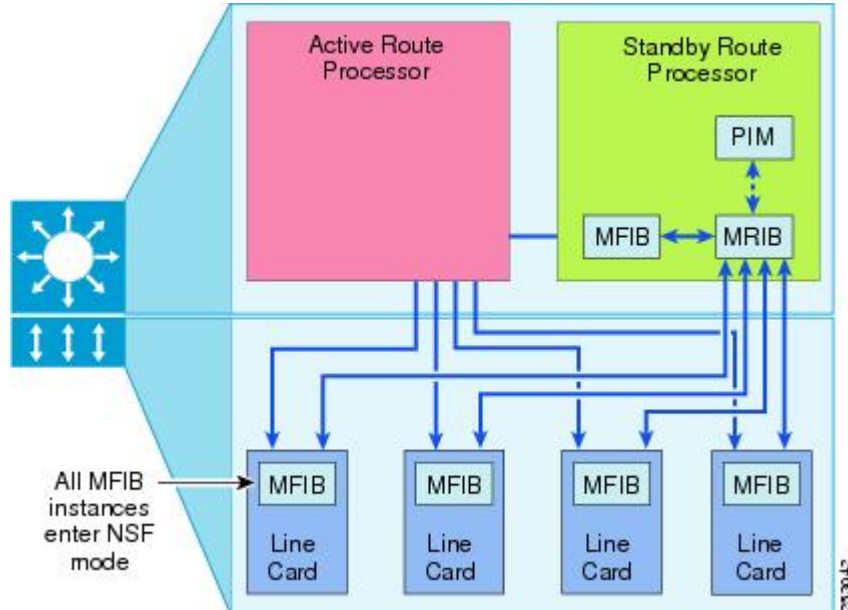 Active Route
Processor
Standby Route
Processor
PIM
MFIB
MRIB
All MFIB
instances
enter NSF
mode
MFIB
Line
Card
MFIB
Line
Card
MFIB
Line
Card
MFIB
Line
Card